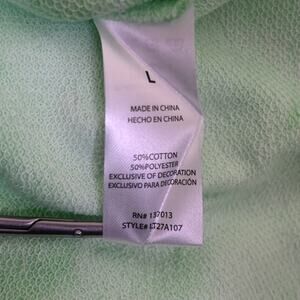 L
MADE IN CHINA
HECHO EN CHINA
50%COTTON
50%POLYESTER
EXCLUSIVE OF DECORATION
EXCLUSIVO PARA DECORACIÓN
RN# 137013
STYLE# LT27A107